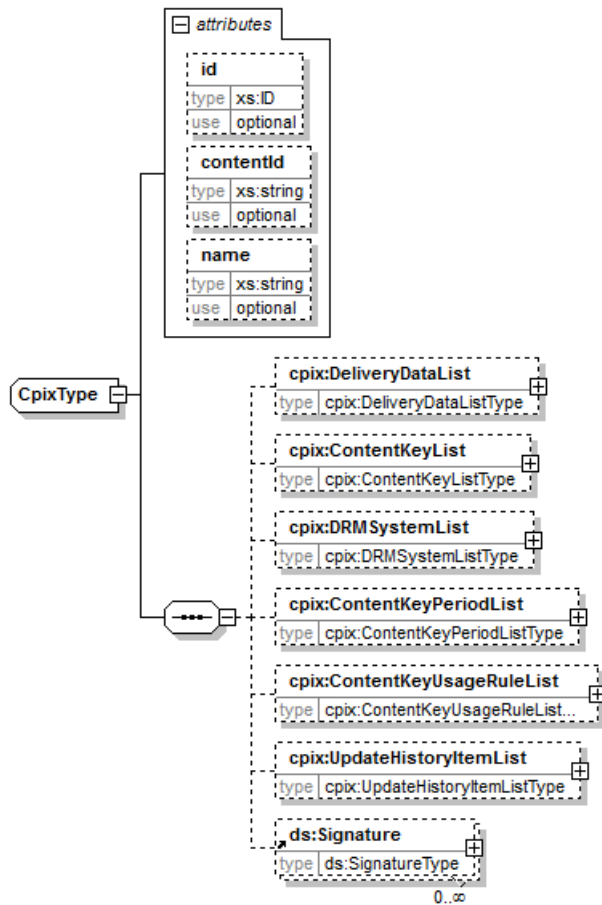 attributes
id
type xs:ID
use optional
contentId
type xs:string
use optional
name
type xs:string
use optional
CpixType
cpix:DeliveryDataList
type cpix:DeliveryDataListType
cpix:ContentKeyList
type cpix:ContentKeyListType
cpix:DRMSystemList
type cpix:DRMSystemListType
cpix:ContentKeyPeriodList
type cpix:ContentKeyPeriodListType
cpix:ContentKeyUsageRuleList
type cpix:ContentKeyUsageRuleList...
cpix:UpdateHistoryItemList
type cpix:UpdateHistoryItemListType
ds:Signature
type ds:SignatureType
0..∞